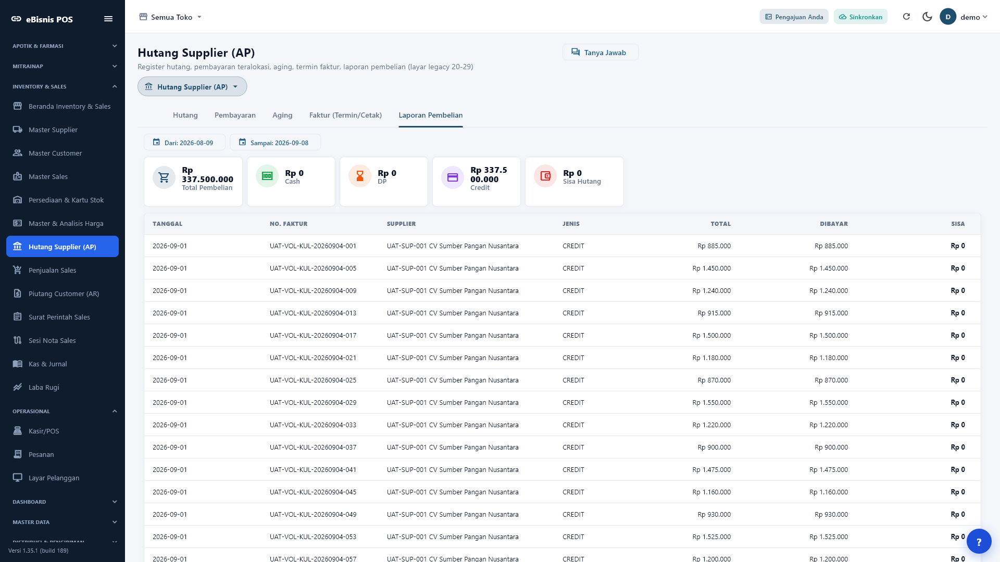 eBisnis POS
APOTIK & FARMASI
MITRAINAP
INVENTORY & SALES
Beranda Inventory & Sales
Master Supplier
Master Customer
Master Sales
Persediaan & Kartu Stok
Master & Analisis Harga
Hutang Supplier (AP)
Penjualan Sales
Piutang Customer (AR)
Surat Perintah Sales
Sesi Nota Sales
Kas & Jurnal
Laba Rugi
OPERASIONAL
Kasir/POS
Pesanan
Layar Pelanggan
DASHBOARD
MASTER DATA
DISTRIBUSI & PENGIRIMAN
Versi 1.35.1 (build 189)
Semua Toko
Pengajuan Anda
Sinkronkan
D
demo
Hutang Supplier (AP)
Register hutang, pembayaran teralokasi, aging, termin faktur, laporan pembelian (layar legacy 20-29)
Tanya Jawab
Hutang Supplier (AP)
Hutang Pembayaran Aging Faktur (Termin/Cetak) Laporan Pembelian
Dari: 2026-08-09 Sampai: 2026-09-08
Rp
337.500.000
Total Pembelian
Rp 0
Cash
Rp 0
DP
Rp 337.5
00.000
Credit
Rp 0
Sisa Hutang
TANGGAL NO. FAKTUR SUPPLIER JENIS TOTAL DIBAYAR SISA
2026-09-01 UAT-VOL-KUL-20260904-001 UAT-SUP-001 CV Sumber Pangan Nusantara CREDIT Rp 885.000 Rp 885.000 Rp 0
2026-09-01 UAT-VOL-KUL-20260904-005 UAT-SUP-001 CV Sumber Pangan Nusantara CREDIT Rp 1.450.000 Rp 1.450.000 Rp 0
2026-09-01 UAT-VOL-KUL-20260904-009 UAT-SUP-001 CV Sumber Pangan Nusantara CREDIT Rp 1.240.000 Rp 1.240.000 Rp 0
2026-09-01 UAT-VOL-KUL-20260904-013 UAT-SUP-001 CV Sumber Pangan Nusantara CREDIT Rp 915.000 Rp 915.000 Rp 0
2026-09-01 UAT-VOL-KUL-20260904-017 UAT-SUP-001 CV Sumber Pangan Nusantara CREDIT Rp 1.500.000 Rp 1.500.000 Rp 0
2026-09-01 UAT-VOL-KUL-20260904-021 UAT-SUP-001 CV Sumber Pangan Nusantara CREDIT Rp 1.180.000 Rp 1.180.000 Rp 0
2026-09-01 UAT-VOL-KUL-20260904-025 UAT-SUP-001 CV Sumber Pangan Nusantara CREDIT Rp 870.000 Rp 870.000 Rp 0
2026-09-01 UAT-VOL-KUL-20260904-029 UAT-SUP-001 CV Sumber Pangan Nusantara CREDIT Rp 1.550.000 Rp 1.550.000 Rp 0
2026-09-01 UAT-VOL-KUL-20260904-033 UAT-SUP-001 CV Sumber Pangan Nusantara CREDIT Rp 1.220.000 Rp 1.220.000 Rp 0
2026-09-01 UAT-VOL-KUL-20260904-037 UAT-SUP-001 CV Sumber Pangan Nusantara CREDIT Rp 900.000 Rp 900.000 Rp 0
2026-09-01 UAT-VOL-KUL-20260904-041 UAT-SUP-001 CV Sumber Pangan Nusantara CREDIT Rp 1.475.000 Rp 1.475.000 Rp 0
2026-09-01 UAT-VOL-KUL-20260904-045 UAT-SUP-001 CV Sumber Pangan Nusantara CREDIT Rp 1.160.000 Rp 1.160.000 Rp 0
2026-09-01 UAT-VOL-KUL-20260904-049 UAT-SUP-001 CV Sumber Pangan Nusantara CREDIT Rp 930.000 Rp 930.000 Rp 0
2026-09-01 UAT-VOL-KUL-20260904-053 UAT-SUP-001 CV Sumber Pangan Nusantara CREDIT Rp 1.525.000 Rp 1.525.000 Rp 0
2026-09-01 UAT-VOL-KUL-20260904-057 UAT-SUP-001 CV Sumber Pangan Nusantara CREDIT Rp 1.200.000 Rp 1.200.000 Rp 0
?